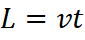 L = vt